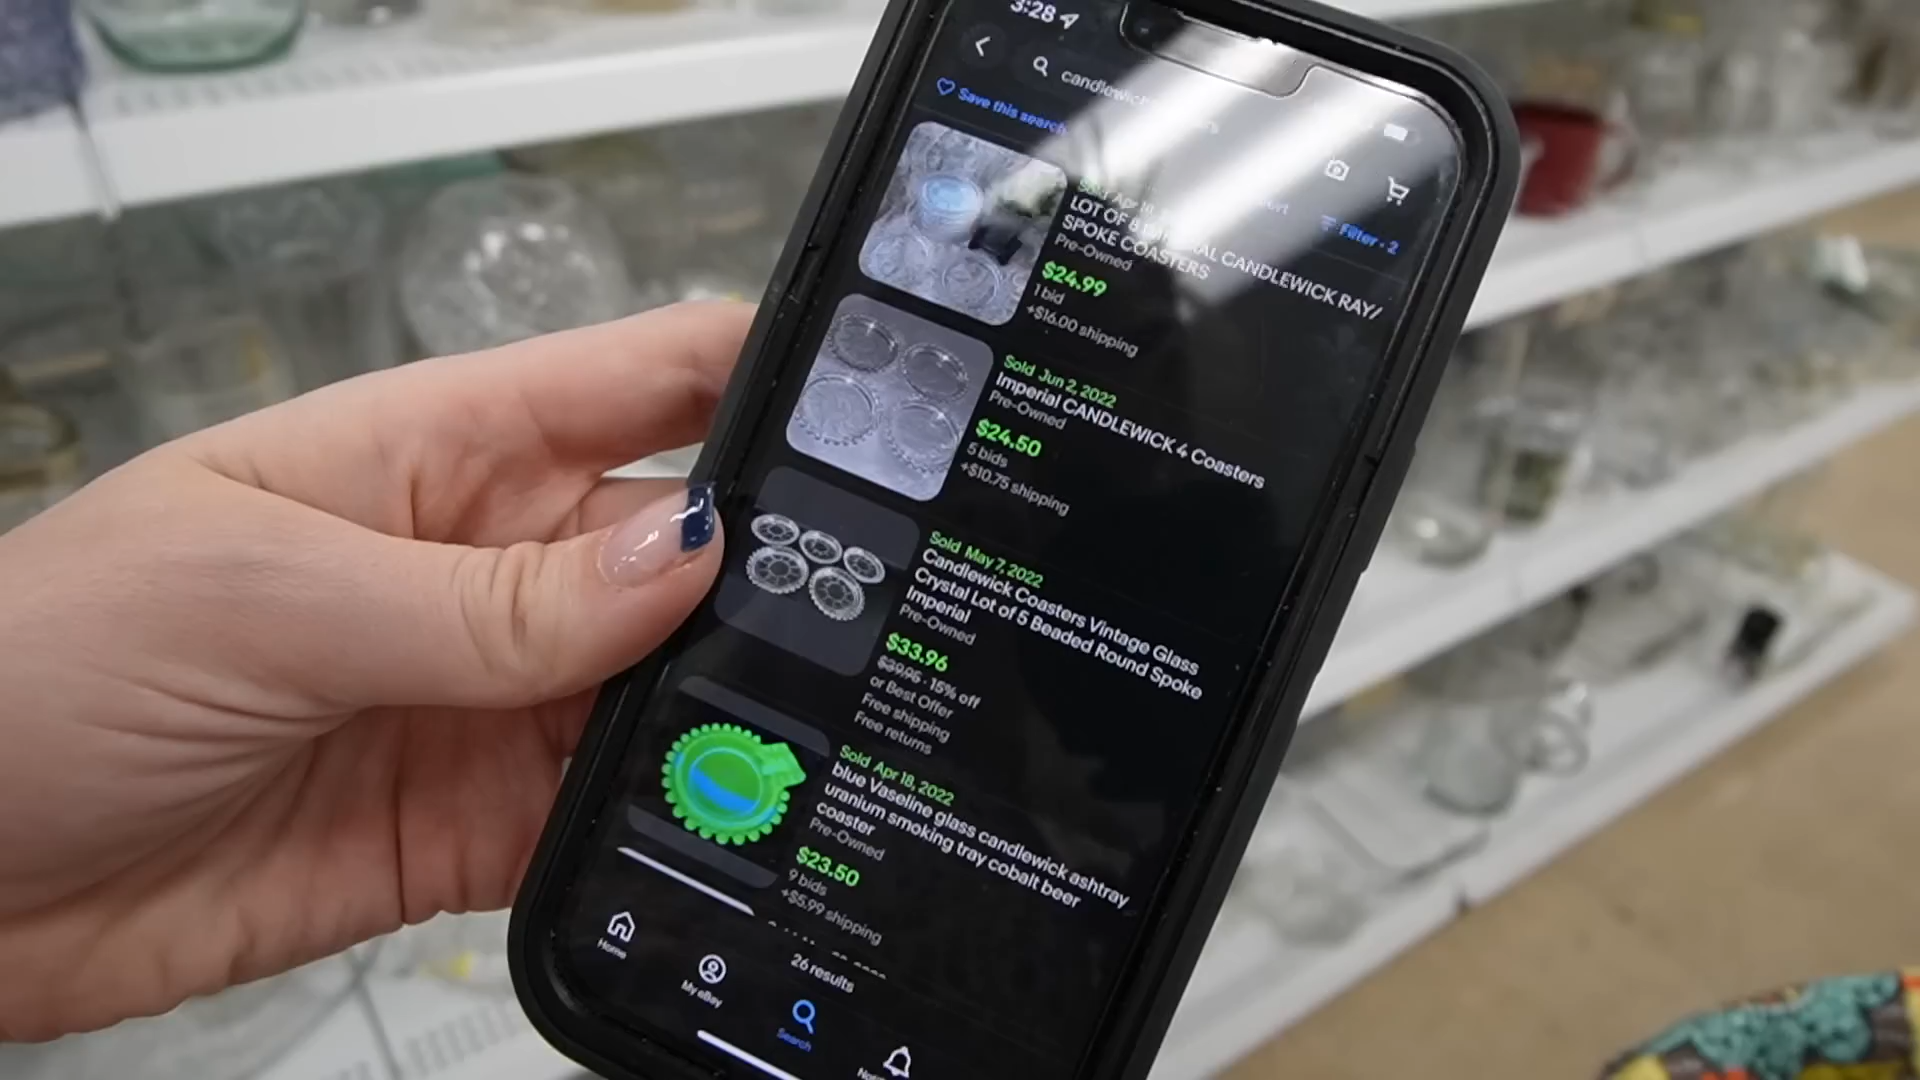 3:28
candlewick
Save this search
Filter • 2
LOT OF 8 CANDLEWICK RAY/
SPOKE COASTERS
Pre-Owned
$24.99
1 bid
+$16.00 shipping
Sold Jun 2, 2022
Imperial CANDLEWICK 4 Coasters
Pre-Owned
$24.50
5 bids
+$10.75 shipping
Sold May 7, 2022
Candlewick Coasters Vintage Glass
Crystal Lot of 5 Beaded Round Spoke
Imperial
Pre-Owned
$33.96
$39.95 • 15% off
or Best Offer
Free shipping
Free returns
Sold Apr 18, 2022
blue Vaseline glass candlewick ashtray
uranium smoking tray cobalt beer
coaster
Pre-Owned
$23.50
9 bids
+$5.99 shipping
26 results
Home
My eBay
Search